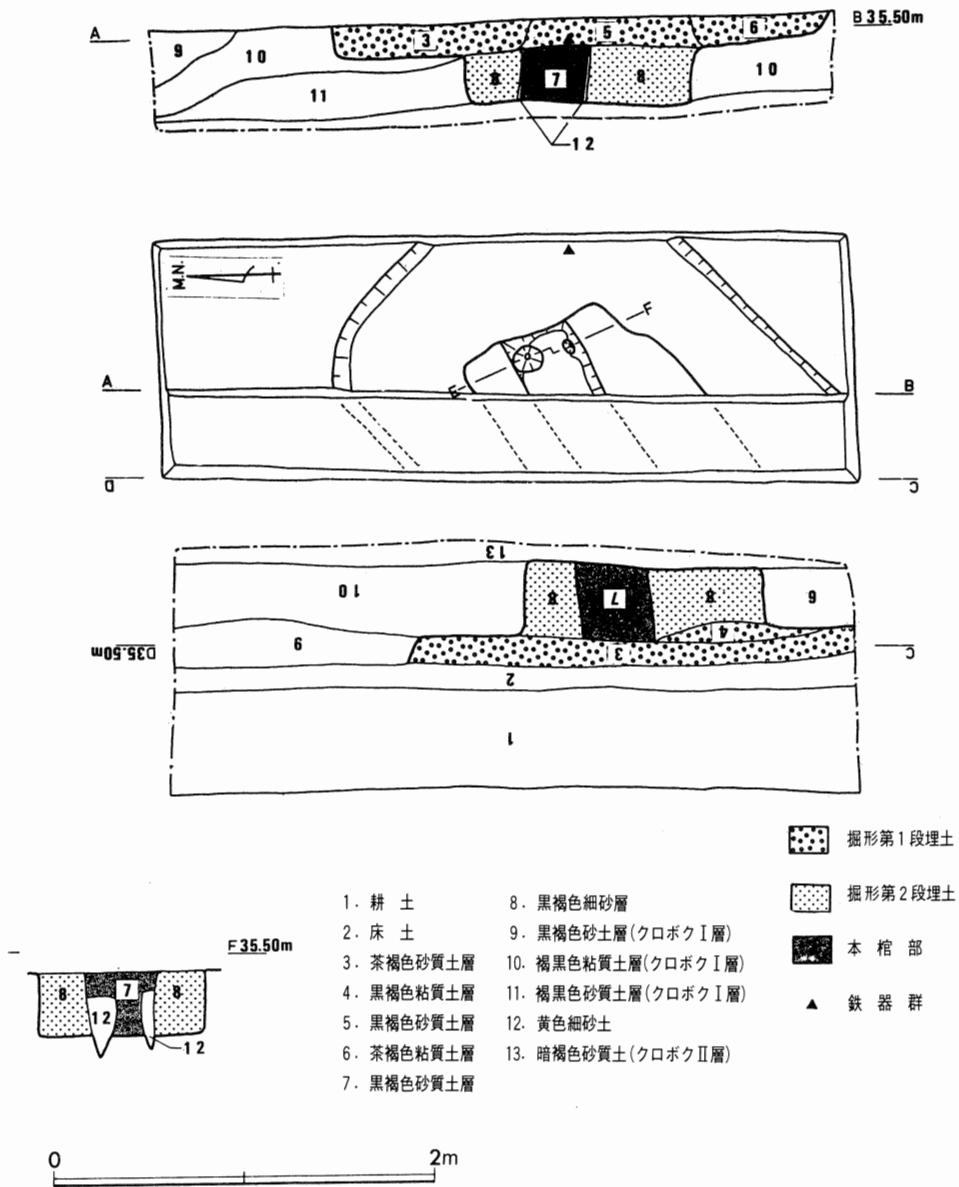 A
B 35.50m
3
5
6
9
10
8
7
8
10
11
12
M.N.
E
F
A
B
D
C
13
10
8
7
8
9
4
D35.50m
9
3
C
2
1
掘形第1段埋土
掘形第2段埋土
本棺部
鉄器群
1. 耕土
2. 床土
3. 茶褐色砂質土層
4. 黒褐色粘質土層
5. 黒褐色砂質土層
6. 茶褐色粘質土層
7. 黒褐色砂質土層
8. 黒褐色細砂層
9. 黒褐色砂土層(クロボクⅠ層)
10. 褐黒色粘質土層(クロボクⅠ層)
11. 褐黒色砂質土層(クロボクⅠ層)
12. 黄色細砂土
13. 暗褐色砂質土(クロボクⅡ層)
F35.50m
8
7
8
12
12
0 2m